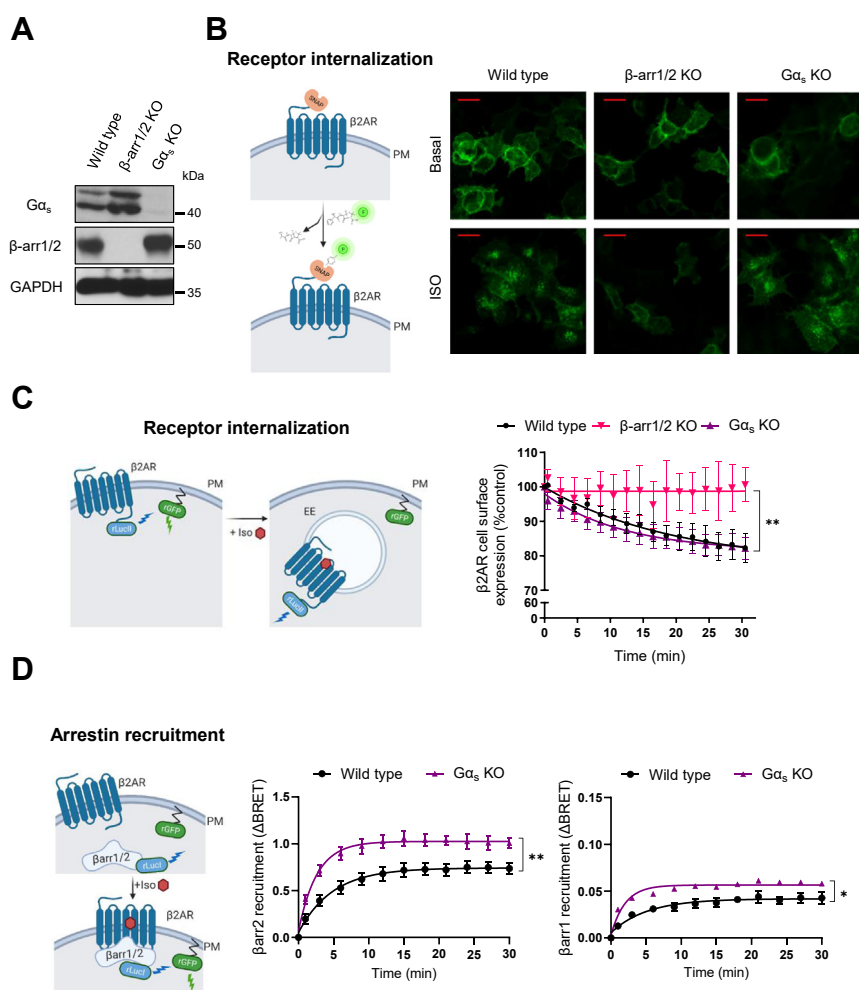 A
Wild type
β-arr1/2 KO
Gαs KO
kDa
Gαs
40
β-arr1/2
50
GAPDH
35
B
Receptor internalization
SNAP
β2AR
PM
SNAP
β2AR
PM
Wild type
β-arr1/2 KO
Gαs KO
Basal
ISO
C
Receptor internalization
β2AR
PM
rLucII
rGFP
+ Iso
EE
PM
rGFP
rLucII
Wild type
β-arr1/2 KO
Gαs KO
β2AR cell surface
expression (%control)
110
100
90
80
70
60
0
0 5 10 15 20 25 30
Time (min)
**
D
Arrestin recruitment
β2AR
rGFP
PM
βarr1/2
rLucI
+Iso
β2AR
PM
βarr1/2
rLucI
rGFP
Wild type
Gαs KO
βarr2 recruitment (ΔBRET)
1.5
1.0
0.5
0.0
0 5 10 15 20 25 30
Time (min)
**
Wild type
Gαs KO
βarr1 recruitment (ΔBRET)
0.15
0.10
0.05
0.00
0 5 10 15 20 25 30
Time (min)
*